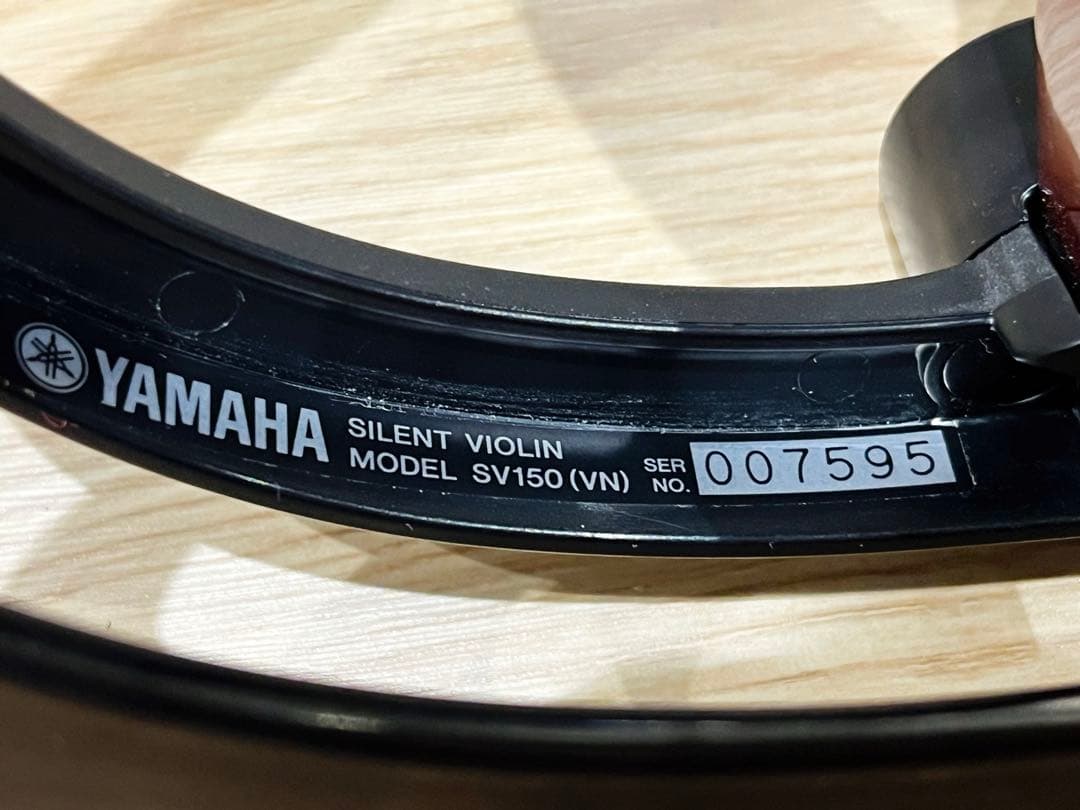 YAMAHA
SILENT VIOLIN
MODEL SV150 (VN)
SER
NO.
007595